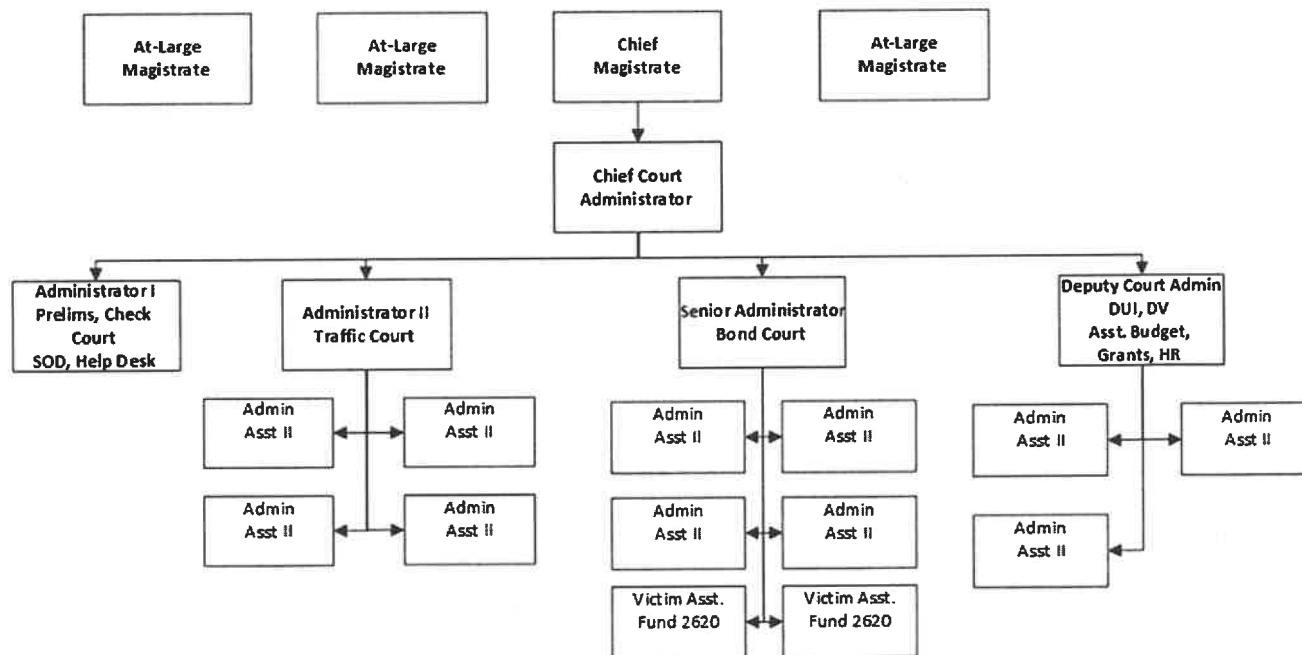 At-Large
Magistrate
At-Large
Magistrate
Chief
Magistrate
At-Large
Magistrate
Chief Court
Administrator
Administrator I
Prelims, Check
Court
SOD, Help Desk
Administrator II
Traffic Court
Senior Administrator
Bond Court
Deputy Court Admin
DUI, DV
Asst. Budget,
Grants, HR
Admin
Asst II
Admin
Asst II
Admin
Asst II
Admin
Asst II
Admin
Asst II
Admin
Asst II
Admin
Asst II
Admin
Asst II
Admin
Asst II
Admin
Asst II
Admin
Asst II
Victim Asst.
Fund 2620
Victim Asst.
Fund 2620